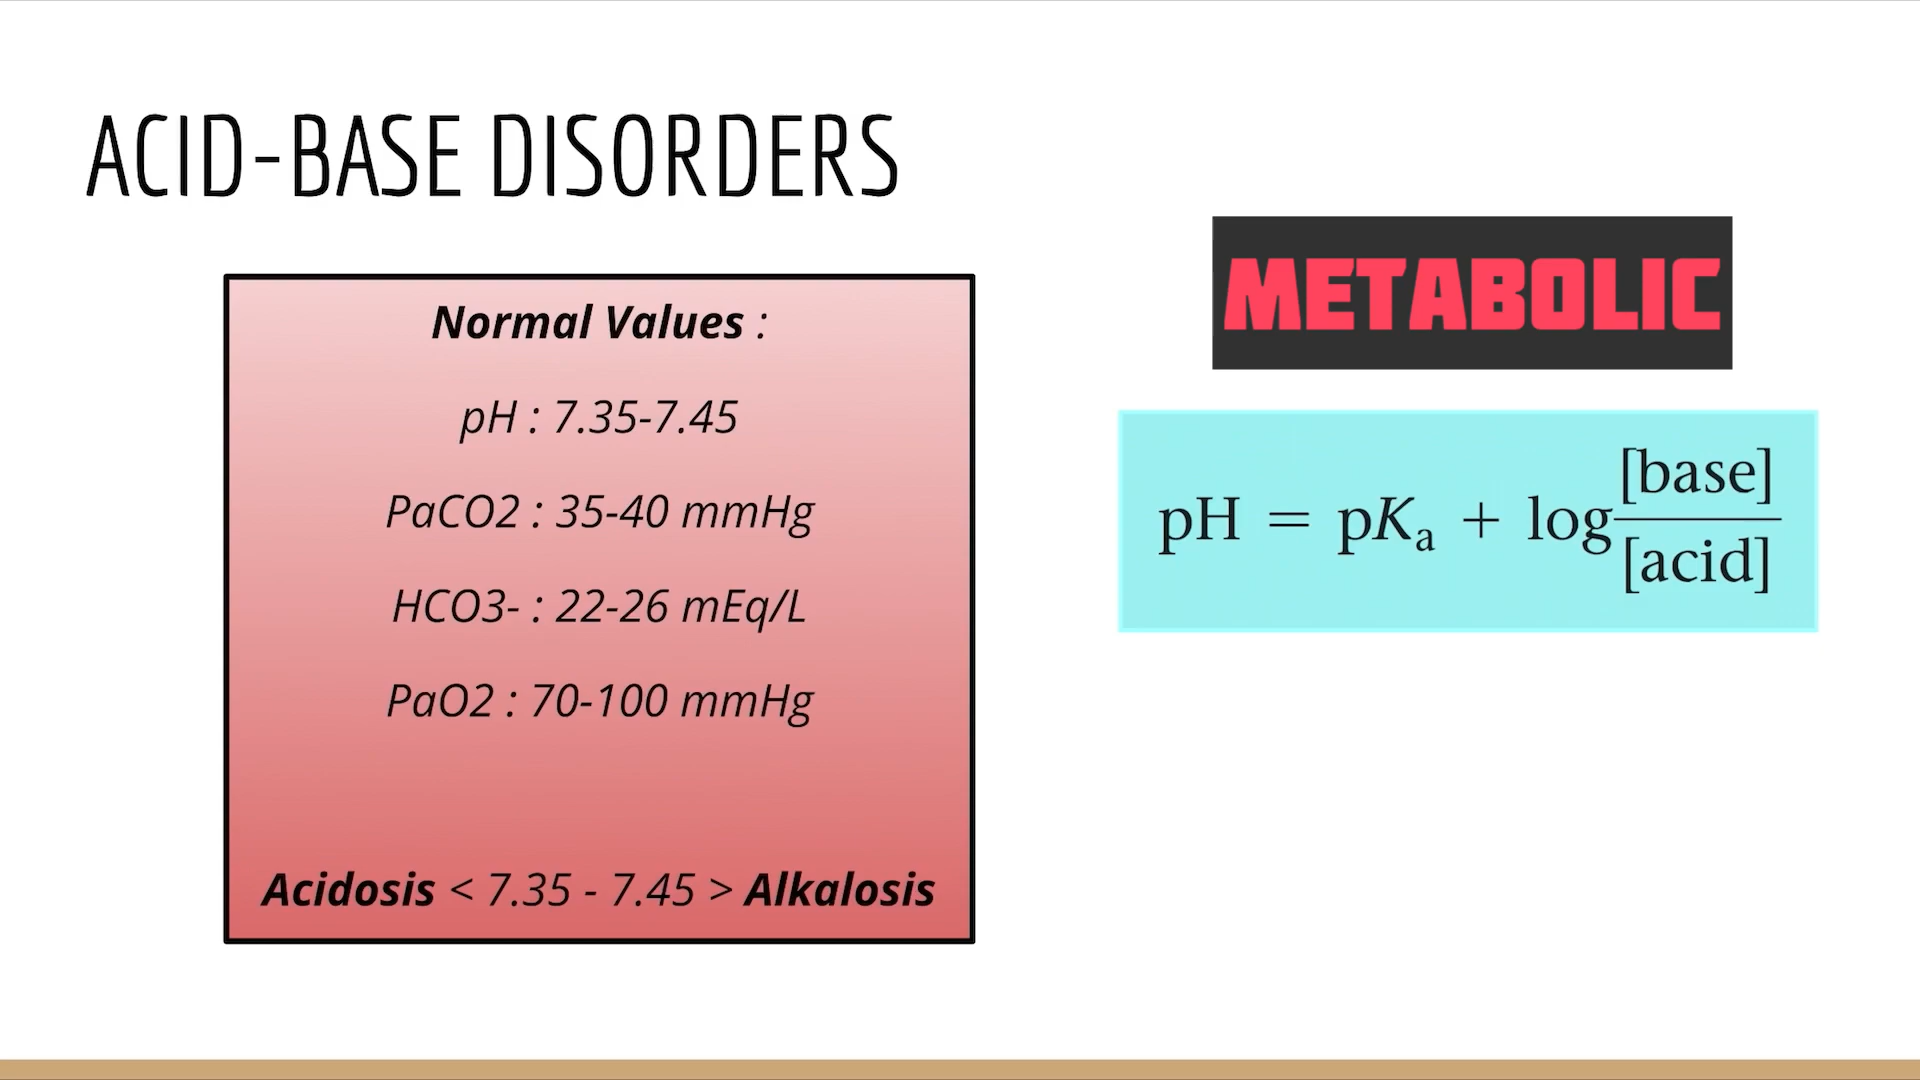 ACID-BASE DISORDERS
Normal Values :
pH : 7.35-7.45
PaCO2 : 35-40 mmHg
HCO3- : 22-26 mEq/L
PaO2 : 70-100 mmHg
Acidosis < 7.35 - 7.45 > Alkalosis
METABOLIC
pH = pKa + log [base]/[acid]